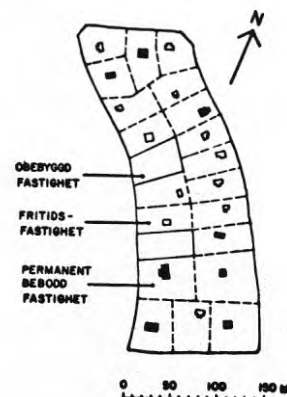 N
OBEBYGGD
FASTIGHET
FRITIDS-
FASTIGHET
PERMANENT
BEBODD
FASTIGHET
0 50 100 150 M